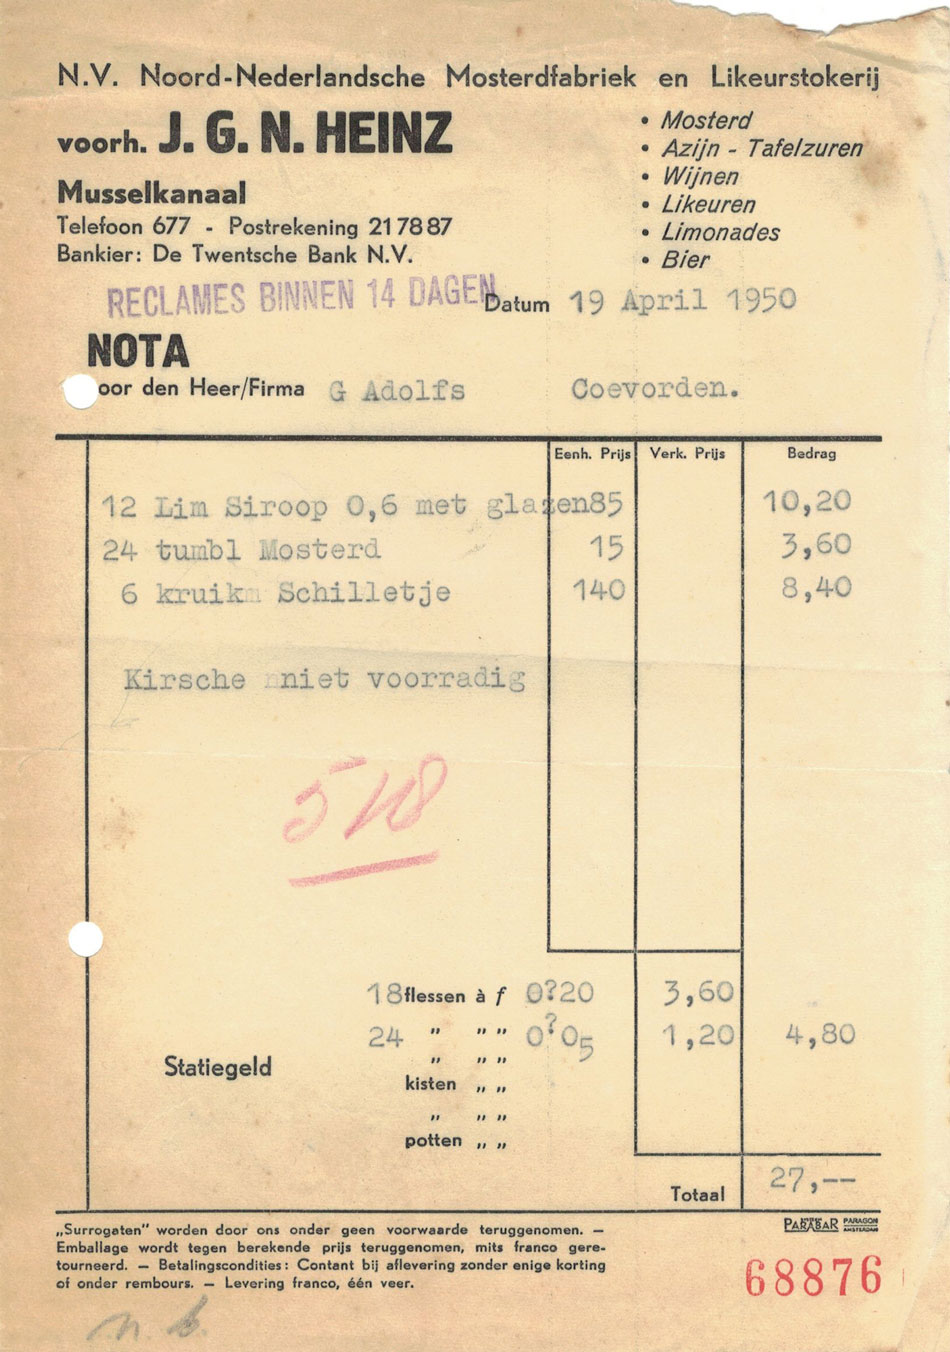 N.V. Noord-Nederlandsche Mosterdfabriek en Likeurstokerij
voorh. J. G. N. HEINZ
Musselkanaal
Telefoon 677 - Postrekening 217887
Bankier: De Twentsche Bank N.V.
• Mosterd
• Azijn - Tafelzuren
• Wijnen
• Likeuren
• Limonades
• Bier
RECLAMES BINNEN 14 DAGEN
Datum 19 April 1950
NOTA
oor den Heer/Firma G Adolfs Coevorden.
Eenh. Prijs Verk. Prijs Bedrag
12 Lim Siroop 0,6 met glazen 85 10,20
24 tumbl Mosterd 15 3,60
6 kruikm Schilletje 140 8,40
Kirsche nniet voorradig
518
18 flessen à f 0?20 3,60
24 " " " 0?05 1,20 4,80
" " "
Statiegeld
kisten " "
" " "
potten " "
Totaal 27,--
„Surrogaten" worden door ons onder geen voorwaarde teruggenomen. —
Emballage wordt tegen berekende prijs teruggenomen, mits franco gere-
tourneerd. — Betalingscondities: Contant bij aflevering zonder enige korting
of onder rembours. — Levering franco, één veer.
PARABAR PARAGON
AMSTERDAM
68876
n. b.